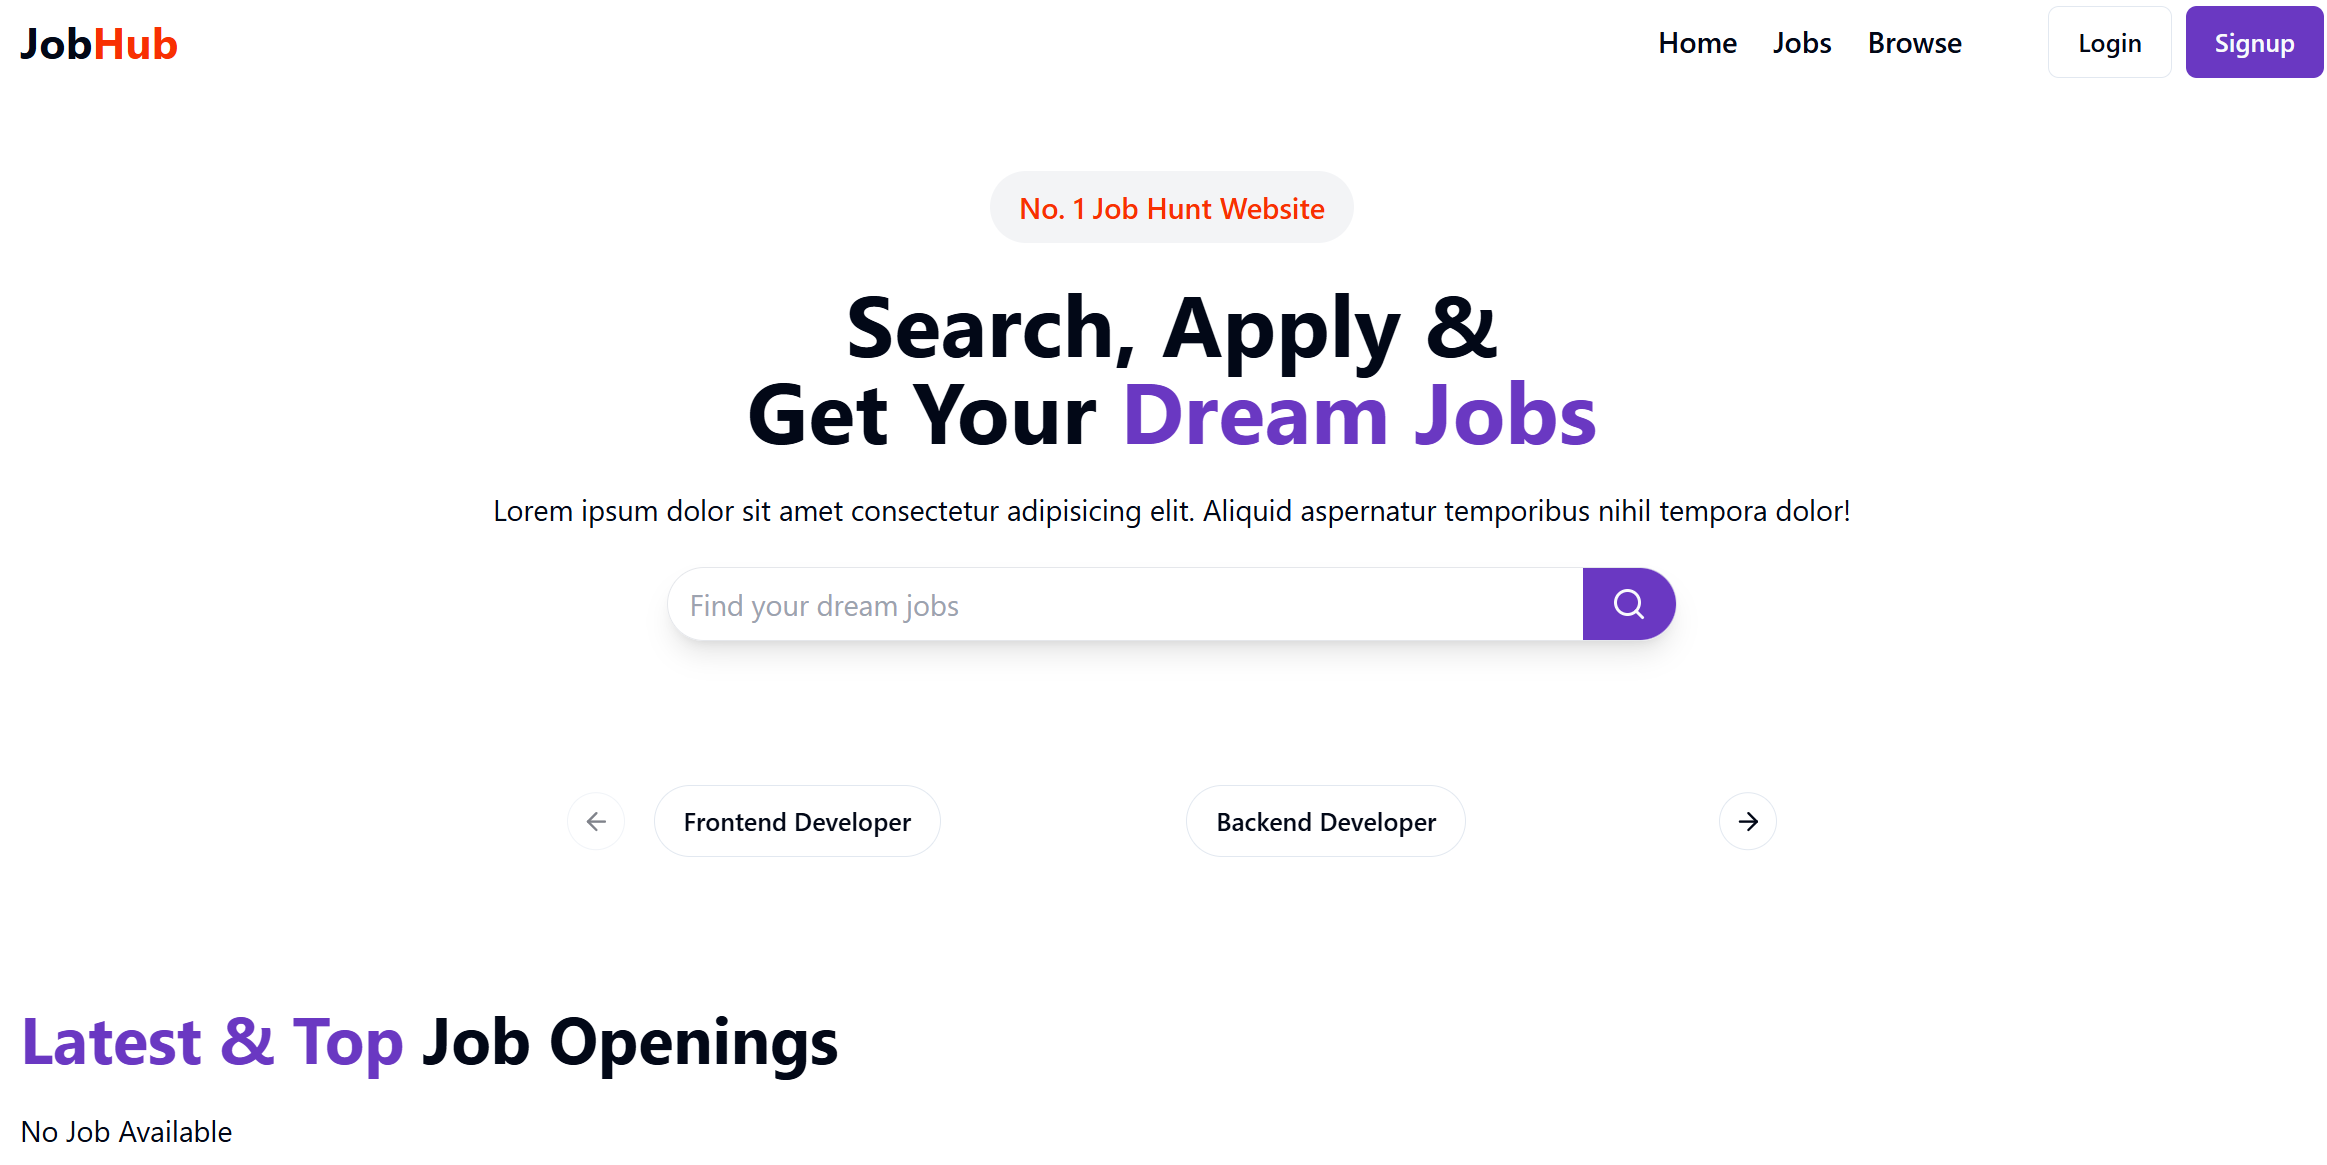 JobHub
Home Jobs Browse Login Signup
No. 1 Job Hunt Website
Search, Apply &
Get Your Dream Jobs
Lorem ipsum dolor sit amet consectetur adipisicing elit. Aliquid aspernatur temporibus nihil tempora dolor!
Find your dream jobs
Frontend Developer Backend Developer
Latest & Top Job Openings
No Job Available